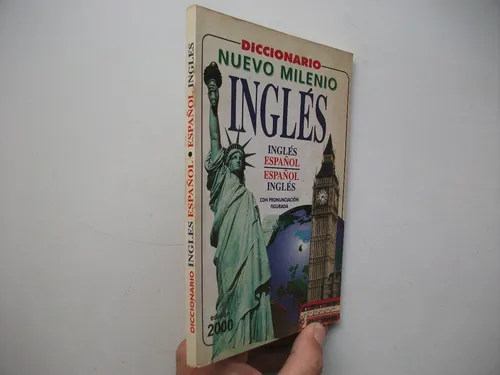 DICCIONARIO
NUEVO MILENIO
INGLÉS
INGLÉS
ESPAÑOL
ESPAÑOL
INGLÉS
CON PRONUNCIACIÓN
FIGURADA
2000
DICCIONARIO INGLÉS ESPAÑOL • ESPAÑOL INGLÉS